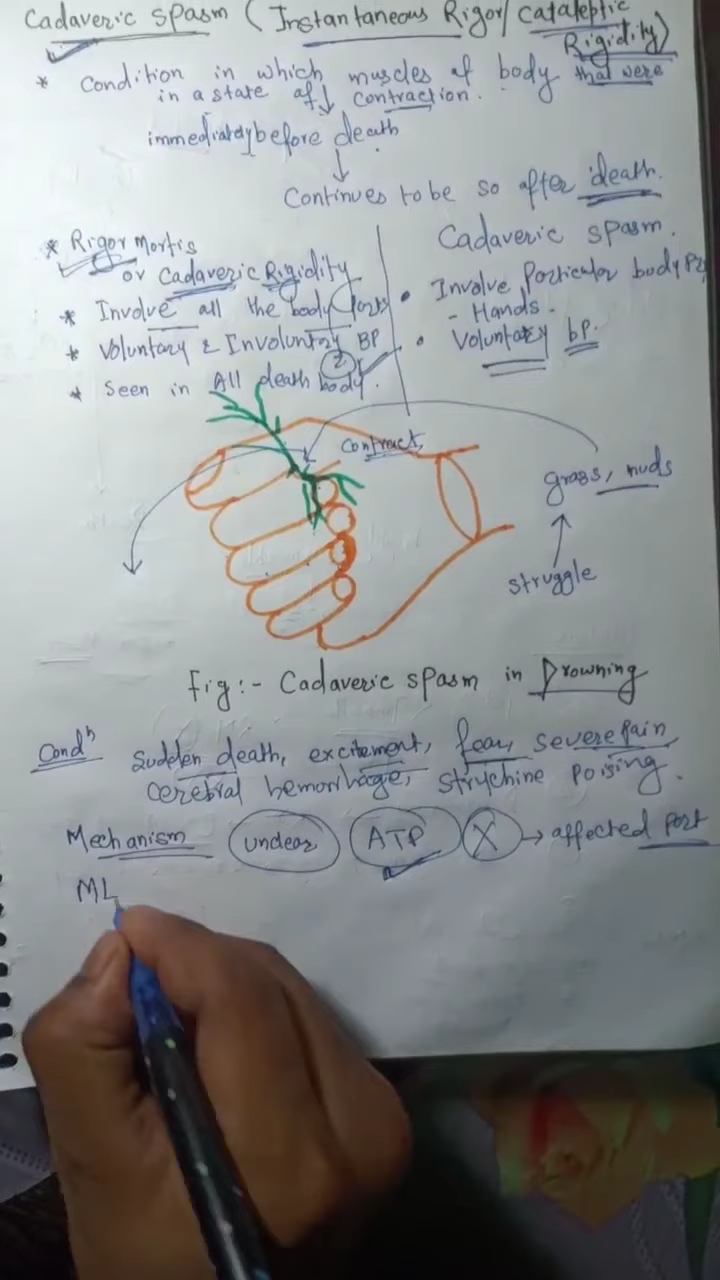 Cadaveric spasm (Instantaneous Rigor/Cataleptic
Rigidity)
* Condition in which muscles of body that were
in a state of contraction.
immediately before death
Continues to be so after death.
* Rigor mortis
or Cadaveric Rigidity
* Involve all the body parts
* Voluntary & Involuntry BP
2
* Seen in All death body.
Cadaveric spasm.
• Involve Particular body
- Hands.
• Voluntary bP.
Contract
grass, muds
struggle
Fig:- Cadaveric spasm in Drowning
Condn sudden death, excitement, fear, severe pain
cerebral hemorrhage, strychine poising.
Mechanism undear ATP X → affected part
ML